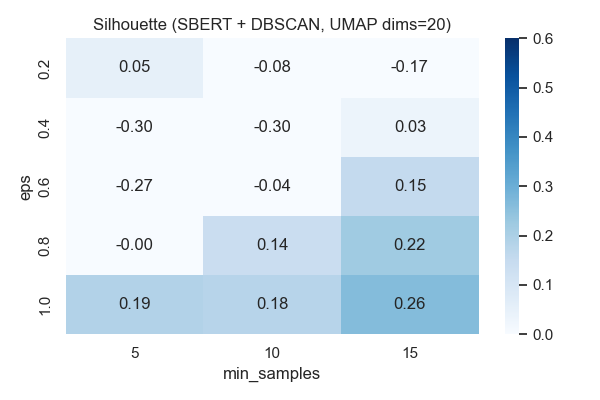 Silhouette (SBERT + DBSCAN, UMAP dims=20)
0.2 0.05 -0.08 -0.17
0.4 -0.30 -0.30 0.03
0.6 -0.27 -0.04 0.15
0.8 -0.00 0.14 0.22
1.0 0.19 0.18 0.26
eps
5 10 15
min_samples
0.6
0.5
0.4
0.3
0.2
0.1
0.0